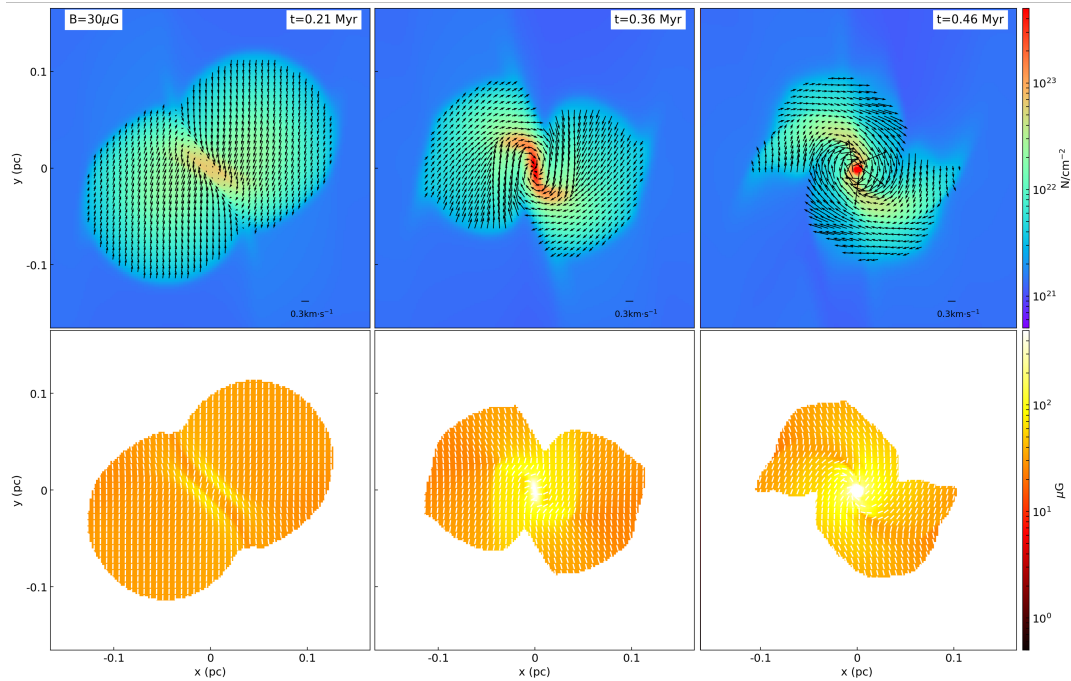 B=30μG
t=0.21 Myr
t=0.36 Myr
t=0.46 Myr
0.1
0
-0.1
y (pc)
0.3km·s⁻¹
0.3km·s⁻¹
0.3km·s⁻¹
10²³
10²²
10²¹
N/cm⁻²
0.1
0
-0.1
y (pc)
10²
10¹
10⁰
μG
-0.1
0
0.1
-0.1
0
0.1
-0.1
0
0.1
x (pc)
x (pc)
x (pc)